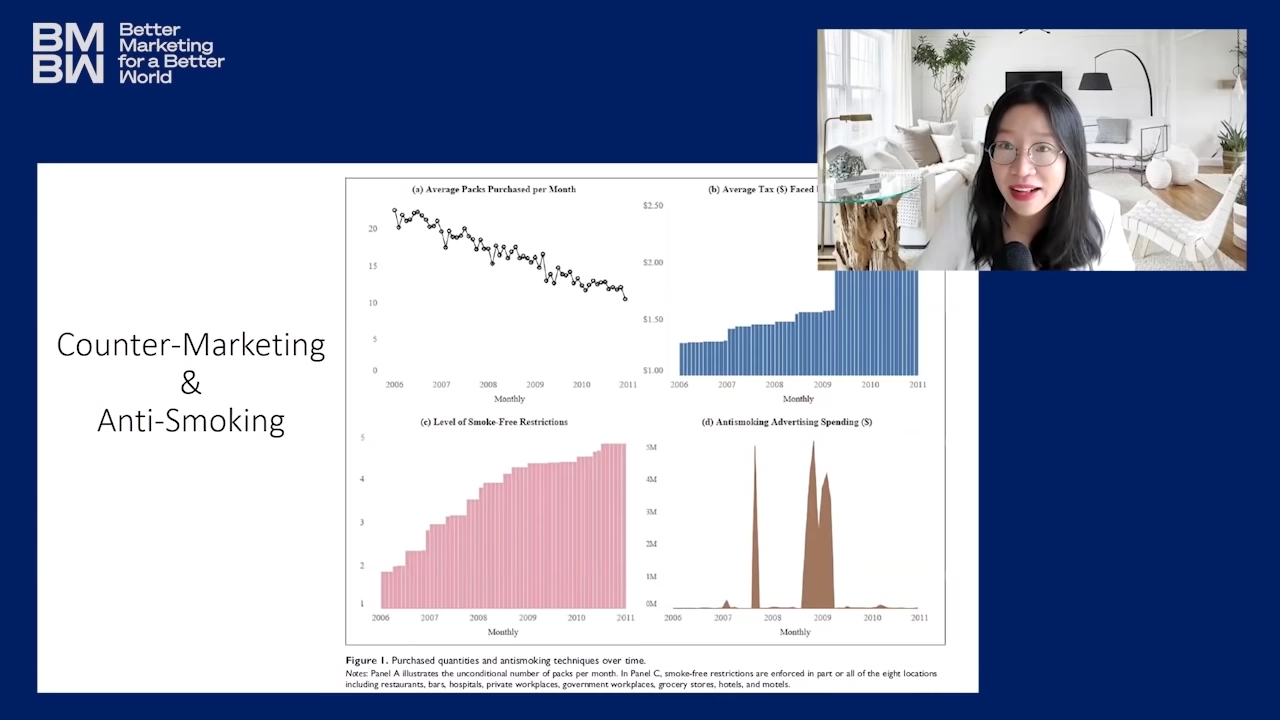 BM
BW
Better
Marketing
for a Better
World
Counter-Marketing
&
Anti-Smoking
(a) Average Packs Purchased per Month
20
15
10
5
0
2006 2007 2008 2009 2010 2011
Monthly
(b) Average Tax ($) Faced
$2.50
$2.00
$1.50
$1.00
2006 2007 2008 2009 2010 2011
Monthly
(c) Level of Smoke-Free Restrictions
5
4
3
2
1
2006 2007 2008 2009 2010 2011
Monthly
(d) Antismoking Advertising Spending ($)
5M
4M
3M
2M
1M
0M
2006 2007 2008 2009 2010 2011
Monthly
Figure 1. Purchased quantities and antismoking techniques over time.
Notes: Panel A illustrates the unconditional number of packs per month. In Panel C, smoke-free restrictions are enforced in part or all of the eight locations
including restaurants, bars, hospitals, private workplaces, government workplaces, grocery stores, hotels, and motels.